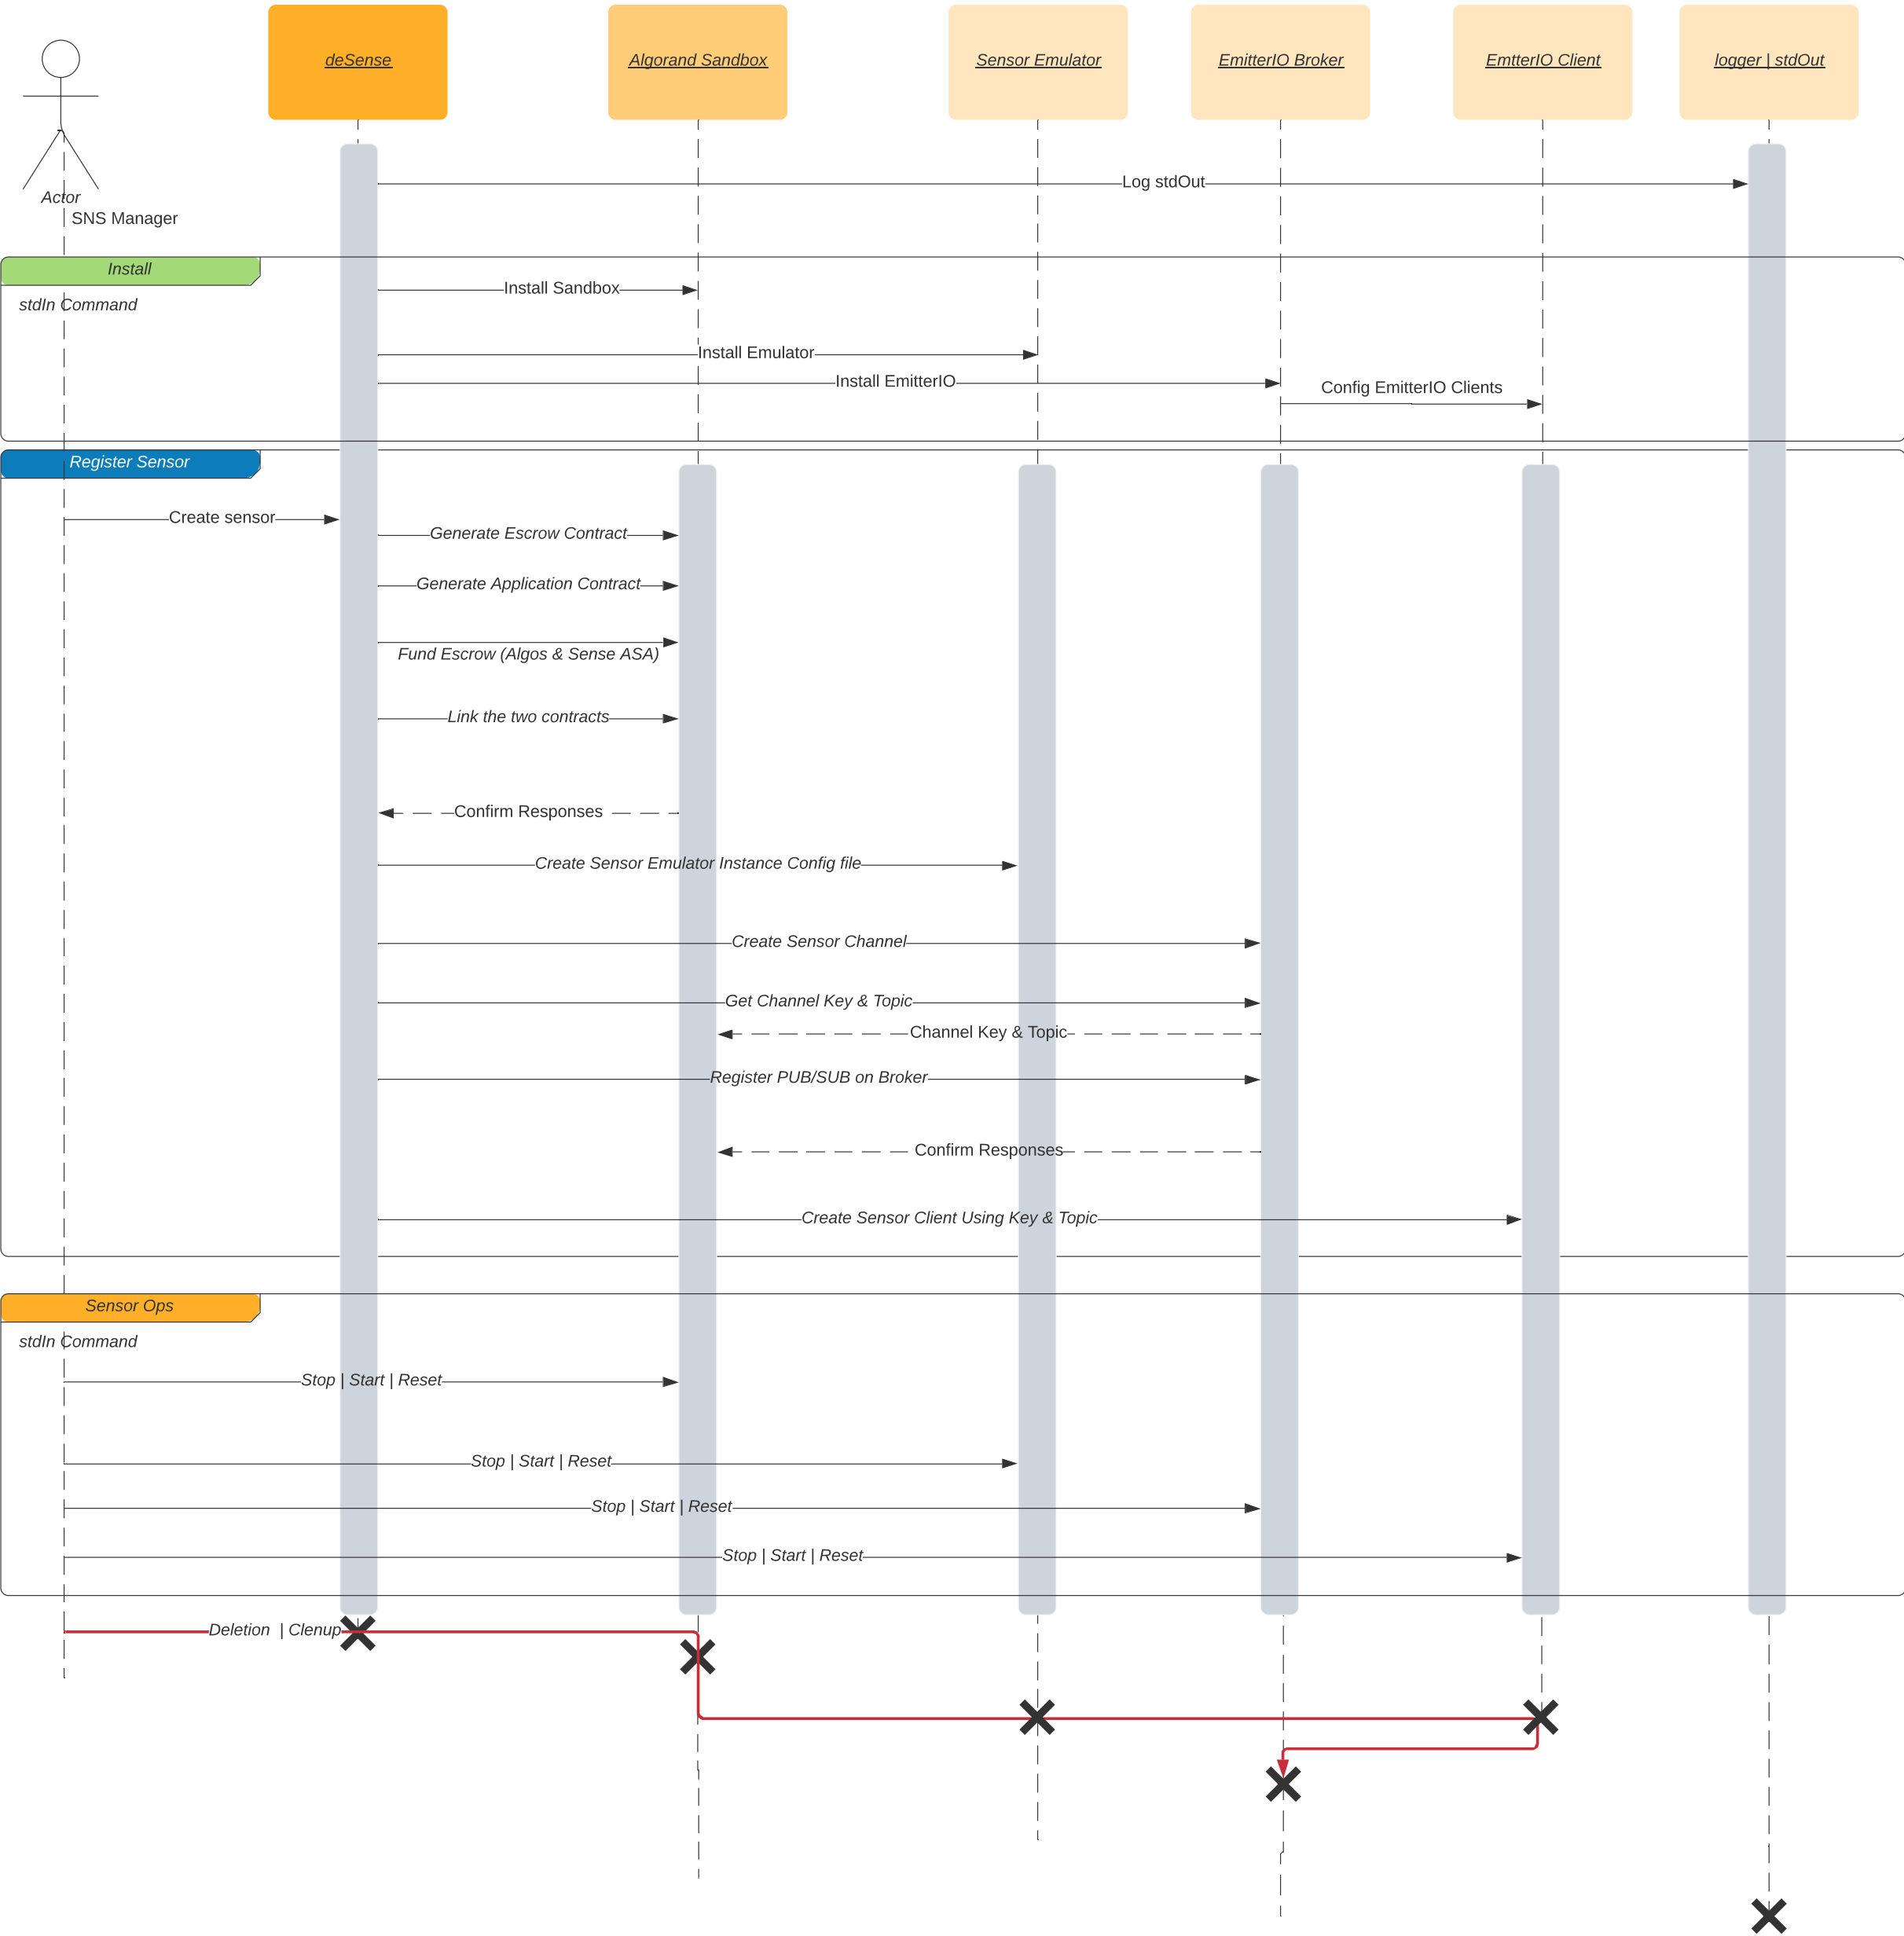 deSense
Algorand Sandbox
Sensor Emulator
EmitterIO Broker
EmtterIO Client
logger | stdOut
Actor
SNS Manager
Log stdOut
Install
stdIn Command
Install Sandbox
Install Emulator
Install EmitterIO
Config EmitterIO Clients
Register Sensor
Create sensor
Generate Escrow Contract
Generate Application Contract
Fund Escrow (Algos & Sense ASA)
Link the two contracts
Confirm Responses
Create Sensor Emulator Instance Config file
Create Sensor Channel
Get Channel Key & Topic
Channel Key & Topic
Register PUB/SUB on Broker
Confirm Responses
Create Sensor Client Using Key & Topic
Sensor Ops
stdIn Command
Stop | Start | Reset
Stop | Start | Reset
Stop | Start | Reset
Stop | Start | Reset
Deletion | Clenup